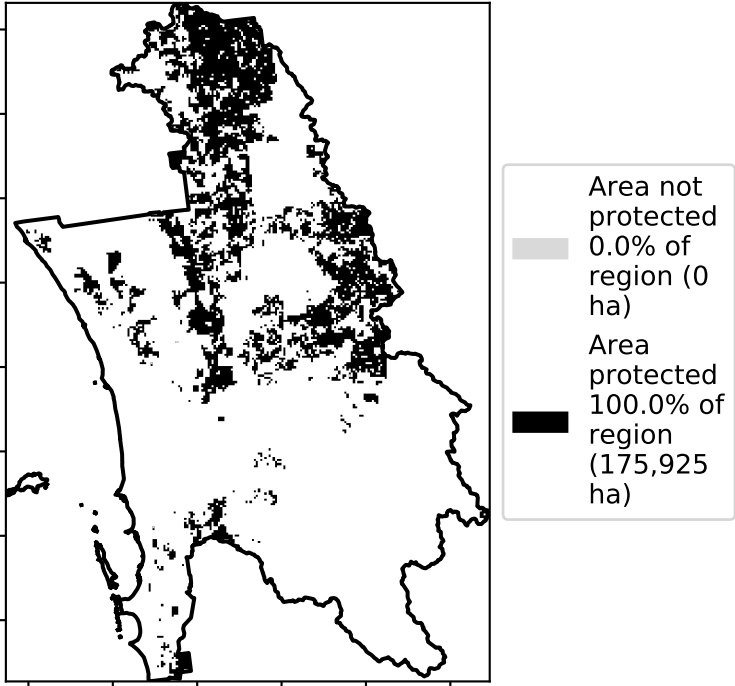 Area not
protected
0.0% of
region (0
ha)
Area
protected
100.0% of
region
(175,925
ha)